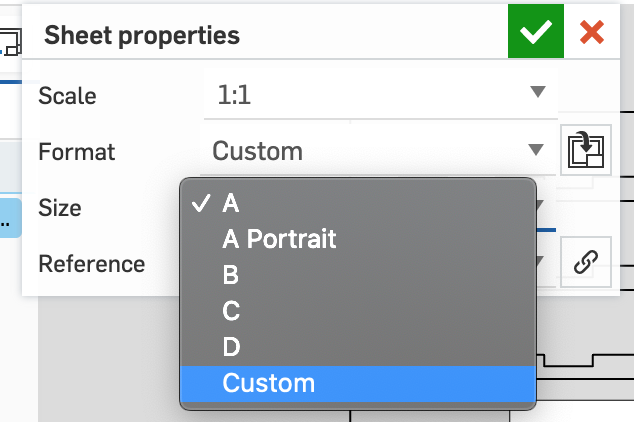 Sheet properties
Scale 1:1
Format Custom
Size
A
A Portrait
Reference
B
C
D
Custom
..